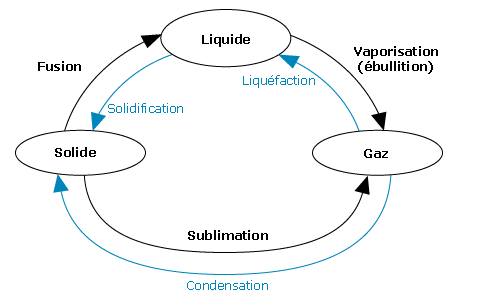 Liquide
Vaporisation
(ébullition)
Fusion
Liquéfaction
Solidification
Solide
Gaz
Sublimation
Condensation